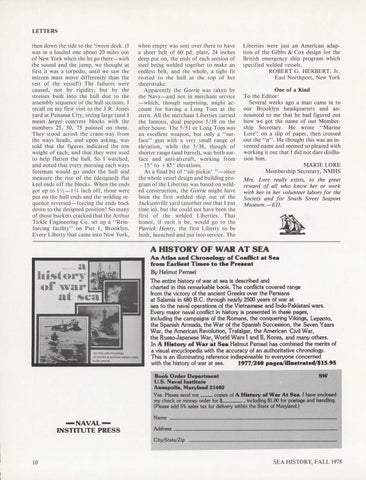 LETTERS
then down the side to the 'tween deck. (I
was in a loaded one about 20 miles out
of New York when she let go there—with
the sound and the jump, we thought at
first it was a torpedo, until we saw the
mizzen mast move differently than the
rest of the vessel!) The failures were
caused, not by rigidity, but by the
stresses built into the hull due to the
assembly sequence of the hull sections. I
recall on my first visit to the J.R. Jones
yard at Panama City, seeing large (and I
mean large) concrete blocks with the
numbers 25, 50, 75 painted on them.
They stood across the crane-way from
the ways heads, and upon asking, was
told that the figures indicated the ton
weight of each, and that they were used
to help flatten the hull. So I watched,
and noted that every morning each ways
foreman would go under the hull and
measure the rise of the (designed) flat
keel ends off the blocks. When the ends
got up to 1½—1¾ inch off, those were
put on the hull ends and the welding se-
quence reversed—forcing the ends back
down to the designed position! So many
of those buckets cracked that the Arthur
Tickle Engineering Co. set up a "Rein-
forcing facility" on Pier 1, Brooklyn.
Every Liberty that came into New York,
when empty was sent over there to have
a sheer belt of 60 pd. plate, 24 inches
deep put on, the ends of each section of
steel being welded together to make an
endless belt, and the whole, a tight fit
riveted to the hull at the top of her
sheerstrake.
Apparently the Gorrie was taken by
the Navy—and not in merchant service
—which, though surprising, might ac-
count for having a Long Tom at the
stern. All the merchant Liberties carried
the famous, dual purpose 5/38 on the
after house. The 5/51 or Long Tom was
an excellent weapon, but only a "sur-
face" gun with a very small range of
elevation, while the 5/38, though of
shorter range (and barrel), was both sur-
face and anti-aircraft, working from
-15° to +85° elevations.
As a final bit of "nit-pickin' "—since
the whole vessel design and building pro-
gram of the Liberties was based on weld-
ed construction, the Gorrie might have
been the first welded ship out of the
Jacksonville yard (another one that I put
time in), but she could not have been the
first of the welded Liberties. That
honor, if such it be, would go to the
Patrick Henry, the first Liberty to be
built, launched and put into service. The
Liberty were just an American adap-
tion of the Gibbs & Cox design for the
British emergency ship program which
specified welded vessels.
ROBERT G. HERBERT, Jr.
East Northport, New York
One of a Kind
To the Editor:
Several weeks ago a man came in to
our Brooklyn headquarters and an-
nounced to me that he had figured out
how we got the name of our Member-
ship Secretary. He wrote "Marine
Lore" on a slip of paper, then crossed
out the "n". He thought this was an in-
vented name and seemed so pleased with
working it out that I did not dare disillu-
sion him.
MARIE LORE
Membership Secretary, NMHS
Mrs. Lore really exists, to the great
reward of all who know her or work
with her in her volunteer labors for the
Society and for South Street Seaport
Museum.—ED.
a
history
of war
at sea
A HISTORY OF WAR AT SEA
An Atlas and Chronology of Conflict at Sea
from Earliest Times to the Present
By Helmut Pemsel
The entire history of war at sea is described and
charted in this remarkable book. The conflicts covered range
from the victory of the ancient Greeks over the Persians
at Salamis in 480 B.C. through nearly 2500 years of war at
sea to the naval operations of the Vietnamese and Indo-Pakistani wars.
Every major naval conflict in history is presented in these pages,
including the campaigns of the Romans, the conquering Vikings, Lepanto,
the Spanish Armada, the War of the Spanish Succession, the Seven Years
War, the American Revolution, Trafalgar, the American Civil War,
the Russo-Japanese War, World Wars I and II, Korea, and many others.
In A History of War at Sea Helmut Pemsel has combined the merits of
a visual encyclopedia with the accuracy of an authoritative chronology.
This is an illuminating reference indispensable to everyone concerned
with the history of war at sea. 1977/240 pages/illustrated/$15.95
—NAVAL—
INSTITUTE PRESS
Book Order Department SW
U.S. Naval Institute
Annapolis, Maryland 21402
Yes. Please send me ____ copies of A History of War At Sea. I have enclosed
my check or money order for $____, including $1.00 for postage and handling.
(Please add 5% sales tax for delivery within the State of Maryland.)
Name
Address
City/State/Zip
10
SEA HISTORY, FALL 1978